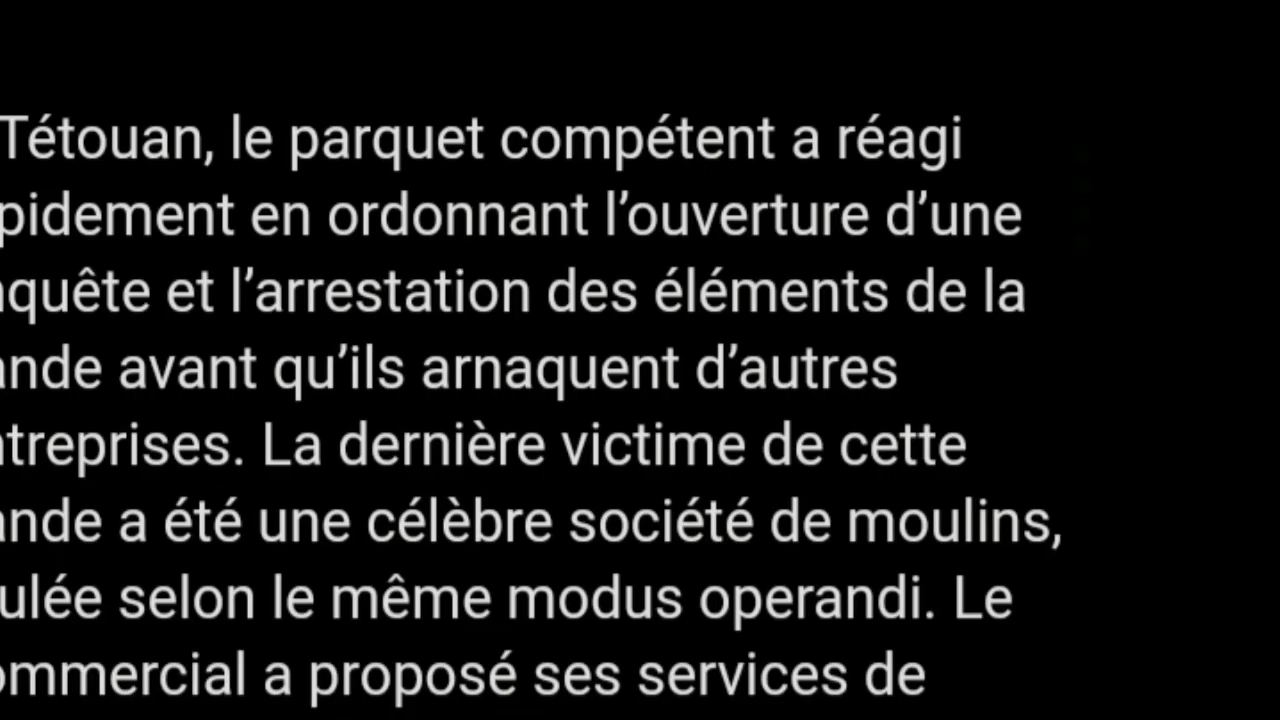 Tétouan, le parquet compétent a réagi
pidement en ordonnant l’ouverture d’une
quête et l’arrestation des éléments de la
ande avant qu’ils arnaquent d’autres
treprises. La dernière victime de cette
ande a été une célèbre société de moulins,
ulée selon le même modus operandi. Le
ommercial a proposé ses services de